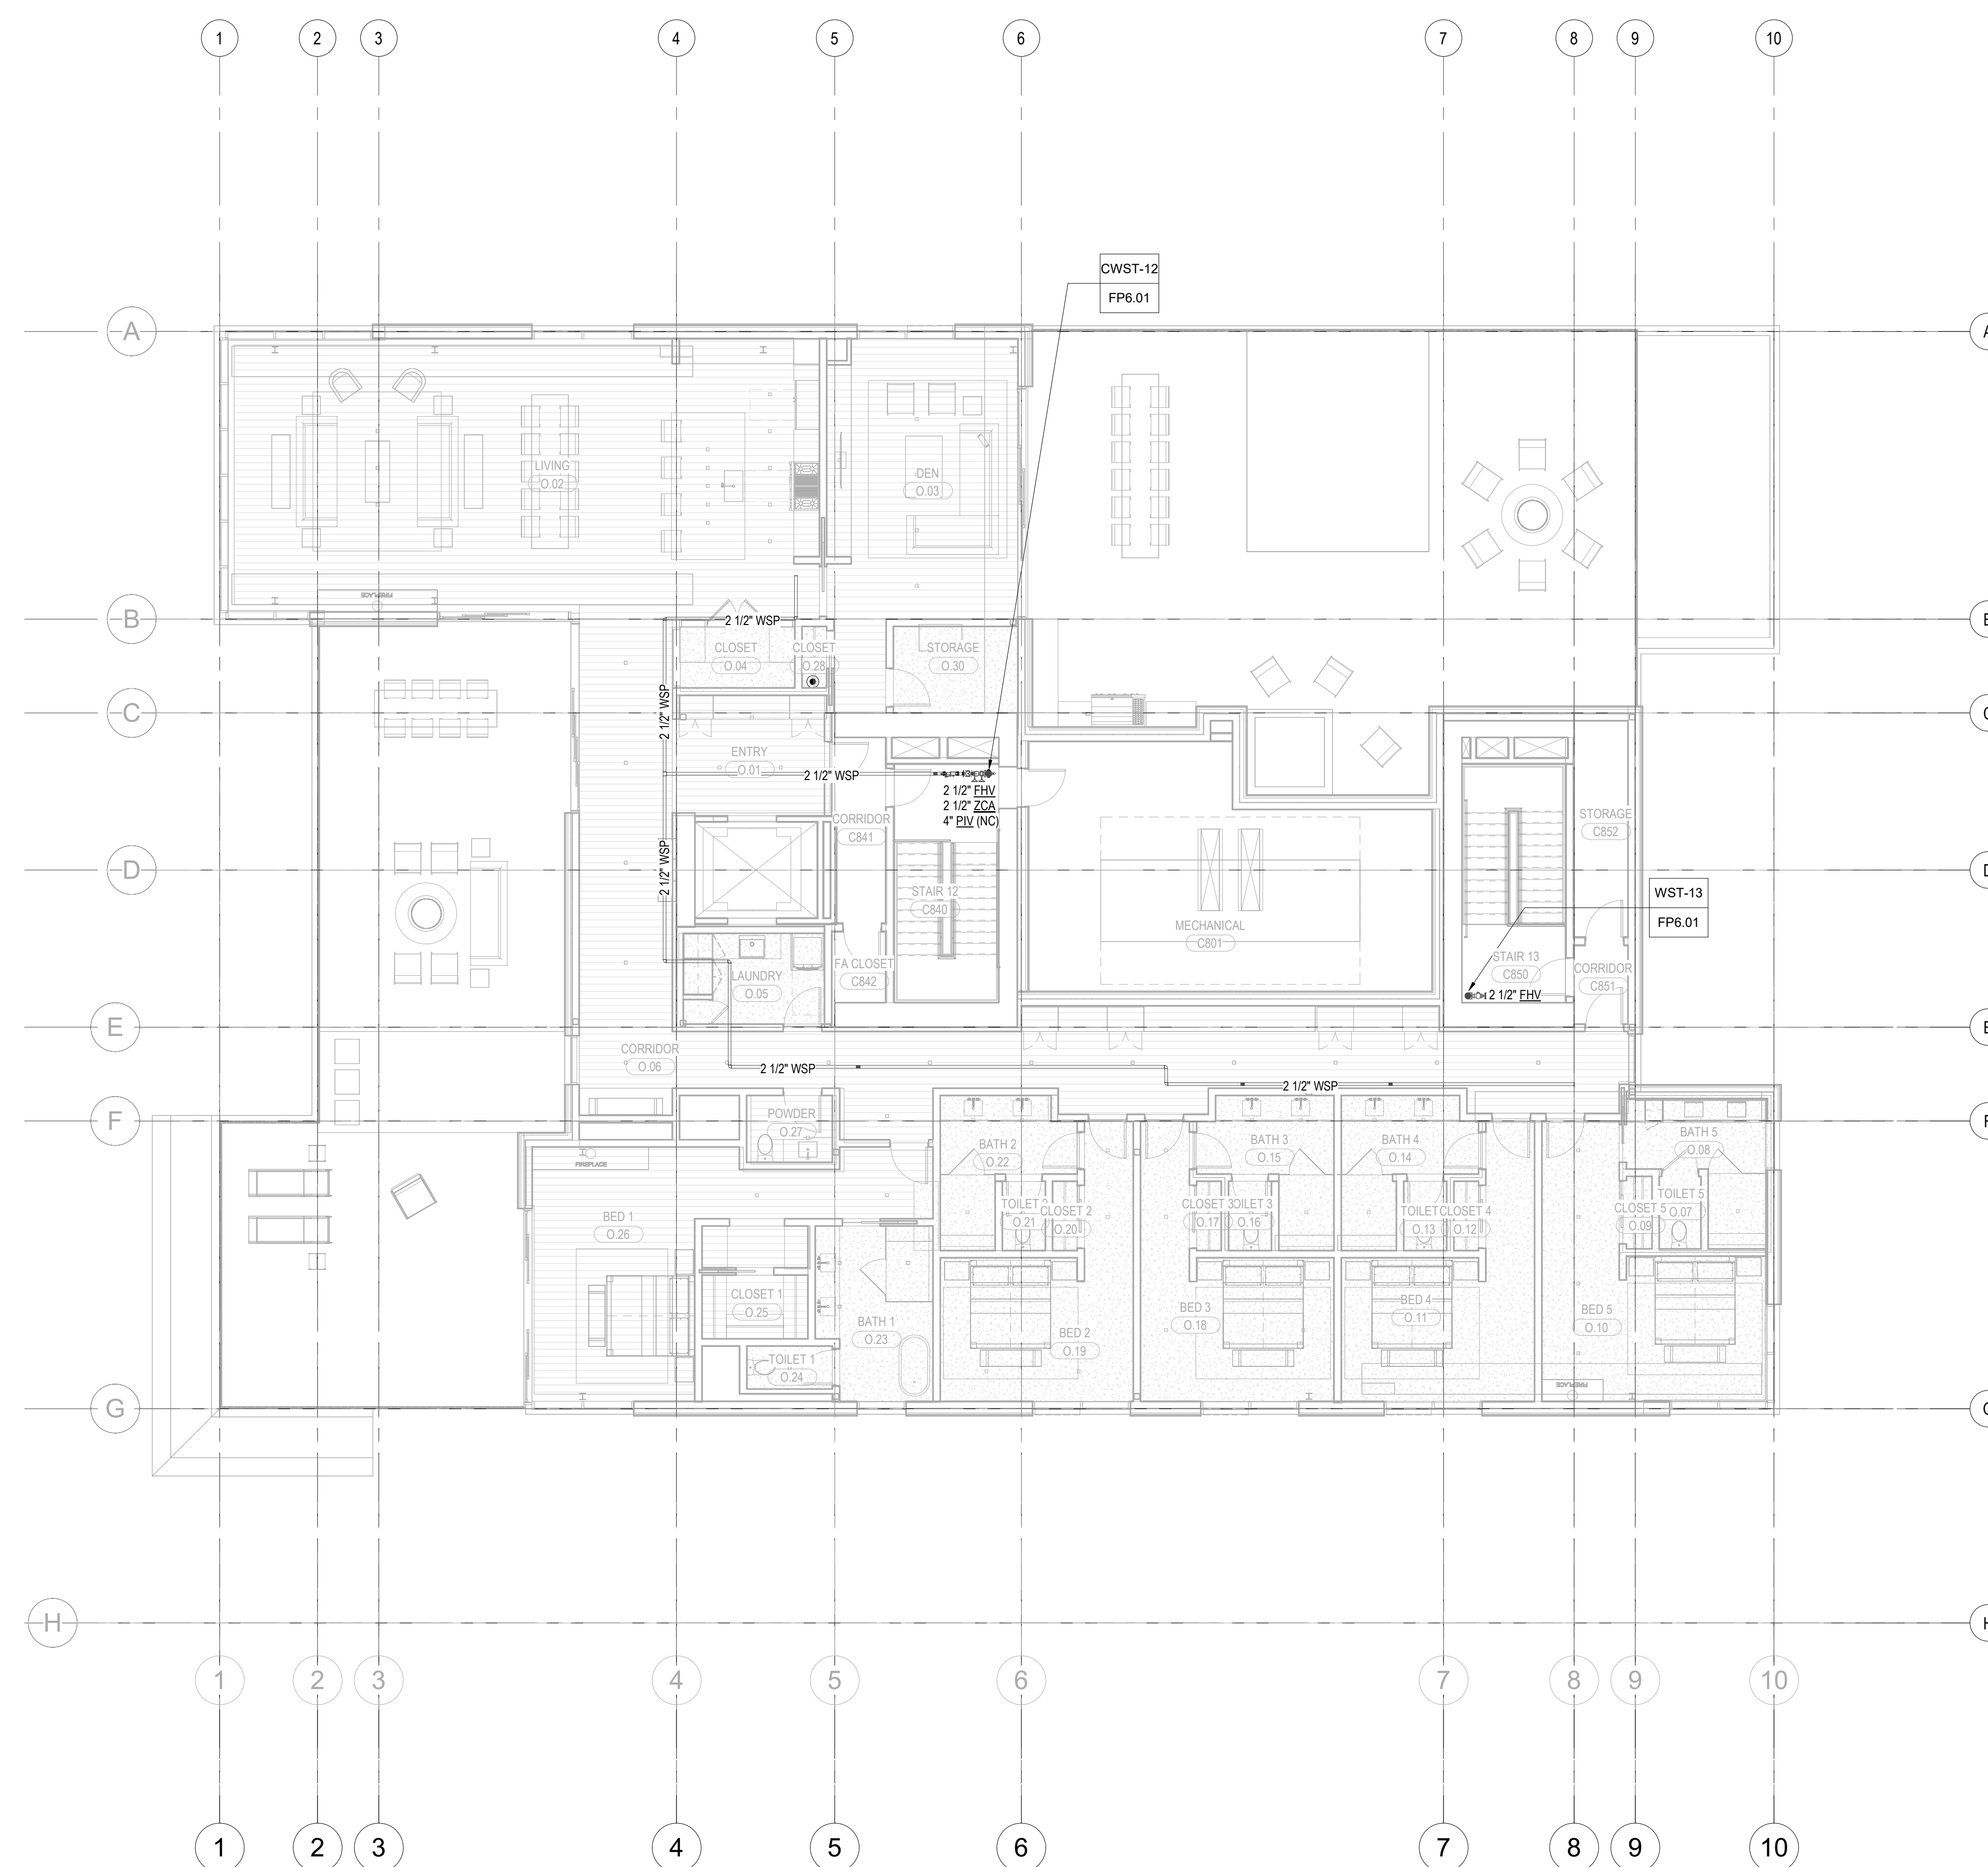 1 2 3 4 5 6 7 8 9 10
CWST-12
FP6.01
A
LIVING
O.02
DEN
O.03
FIREPLACE
B
2 1/2" WSP
CLOSET
O.04
CLOSET
O.28
STORAGE
O.30
2 1/2" WSP
C
ENTRY
O.01
2 1/2" WSP
2 1/2" FHV
2 1/2" ZCA
4" PIV (NC)
CORRIDOR
C841
STORAGE
C852
2 1/2" WSP
D
STAIR 12
C840
WST-13
FP6.01
MECHANICAL
C801
FA CLOSET
C842
LAUNDRY
O.05
STAIR 13
C850
CORRIDOR
C851
2 1/2" FHV
E
CORRIDOR
O.06
2 1/2" WSP
2 1/2" WSP
F
POWDER
O.27
FIREPLACE
BATH 2
O.22
BATH 3
O.15
BATH 4
O.14
BATH 5
O.08
BED 1
O.26
TOILET 2
O.21
CLOSET 2
O.20
CLOSET 3
O.17
TOILET 3
O.16
TOILET
O.13
CLOSET 4
O.12
CLOSET 5
O.09
TOILET 5
O.07
CLOSET 1
O.25
BATH 1
O.23
BED 2
O.19
BED 3
O.18
BED 4
O.11
BED 5
O.10
TOILET 1
O.24
FIREPLACE
G
H
1 2 3 4 5 6 7 8 9 10
1 2 3 4 5 6 7 8 9 10